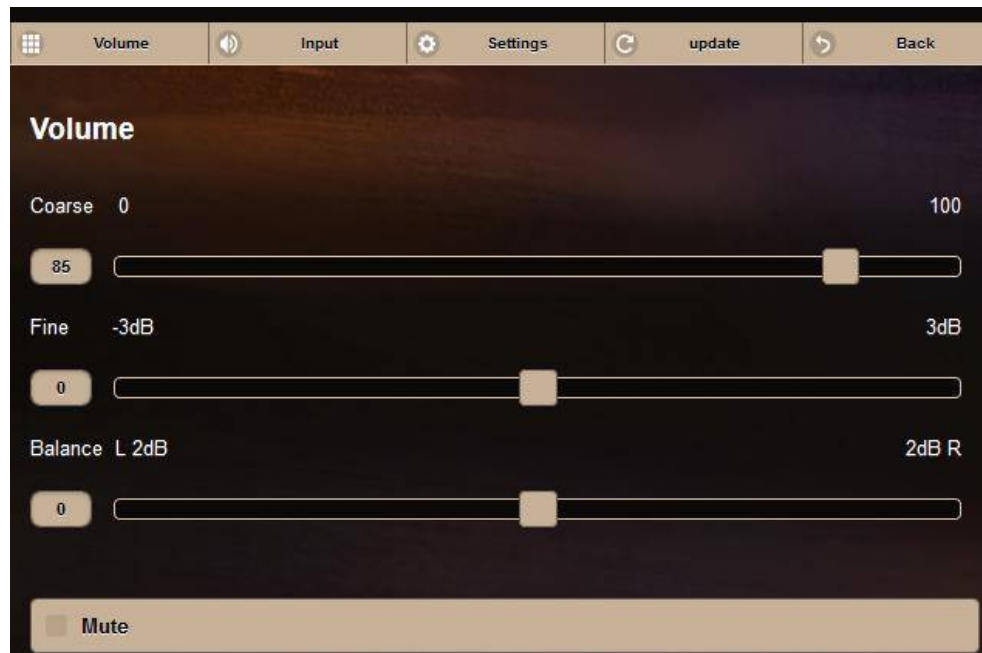 Volume Input Settings update Back
Volume
Coarse 0 100
85
Fine -3dB 3dB
0
Balance L 2dB 2dB R
0
Mute